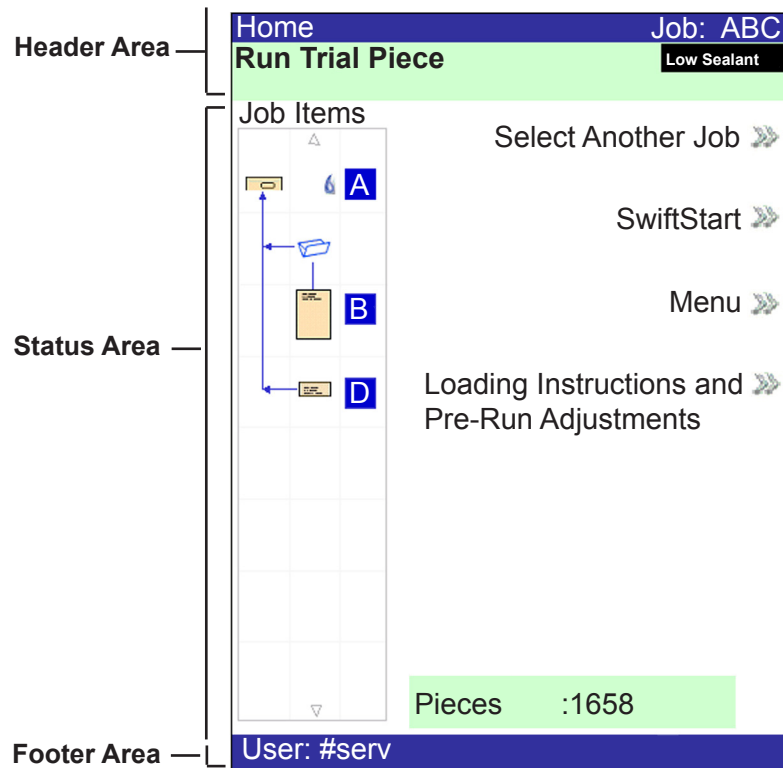 Header Area
Home Job: ABC
Run Trial Piece Low Sealant
Job Items
Select Another Job
A
SwiftStart
B
Menu
Status Area
D
Loading Instructions and
Pre-Run Adjustments
Pieces :1658
Footer Area
User: #serv